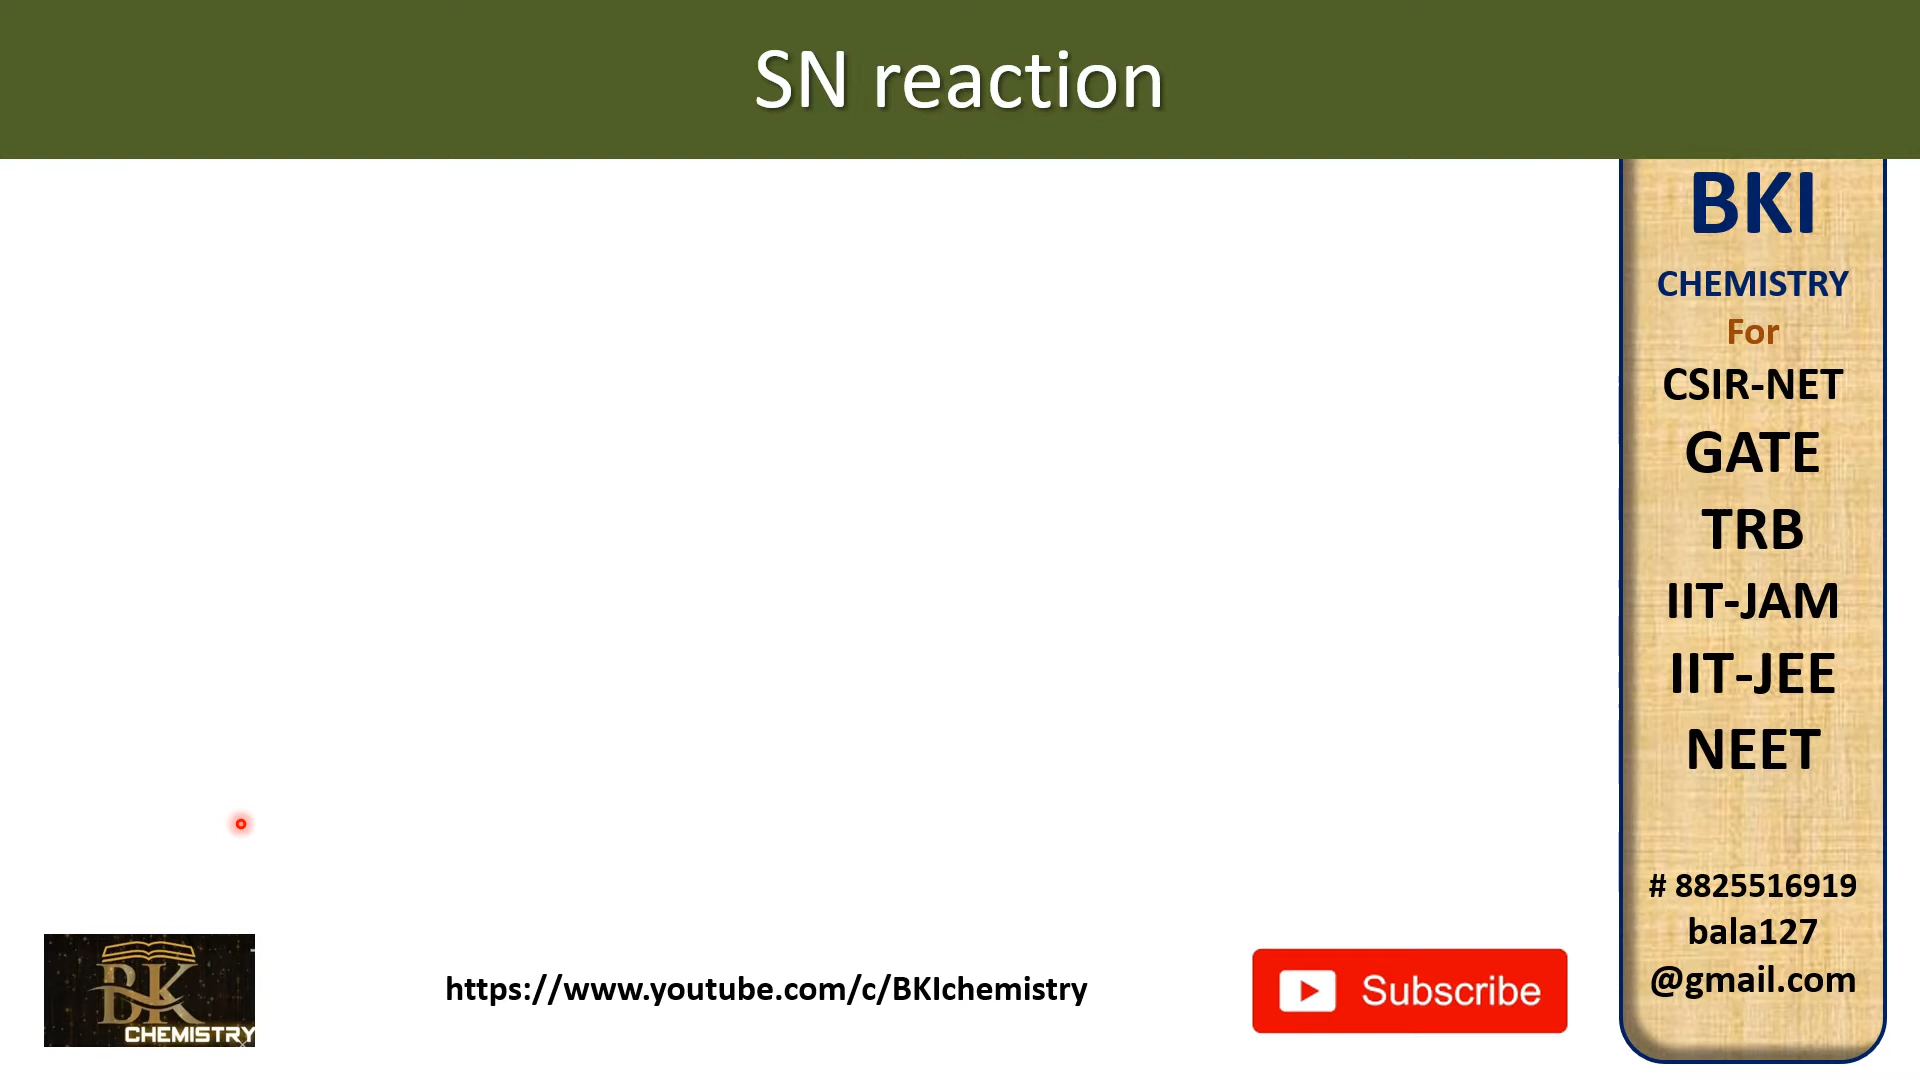 SN reaction
BKI
CHEMISTRY
For
CSIR-NET
GATE
TRB
IIT-JAM
IIT-JEE
NEET
# 8825516919
bala127
@gmail.com
BK
CHEMISTRY
https://www.youtube.com/c/BKIchemistry
Subscribe